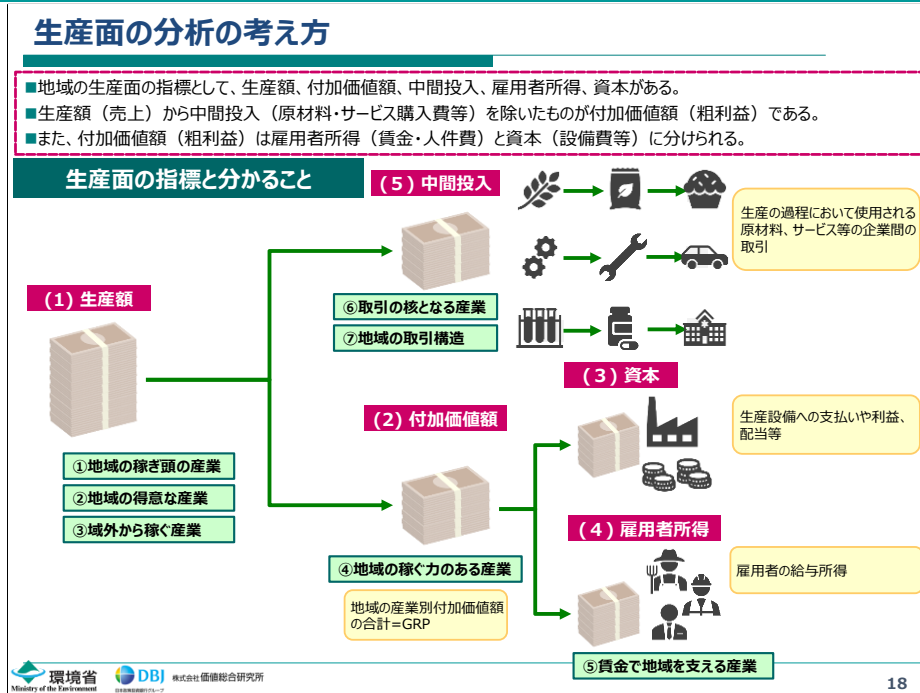 生産面の分析の考え方
■地域の生産面の指標として、生産額、付加価値額、中間投入、雇用者所得、資本がある。
■生産額（売上）から中間投入（原材料・サービス購入費等）を除いたものが付加価値額（粗利益）である。
■また、付加価値額（粗利益）は雇用者所得（賃金・人件費）と資本（設備費等）に分けられる。
生産面の指標と分かること
（5）中間投入
生産の過程において使用される
原材料、サービス等の企業間の
取引
(1) 生産額
⑥取引の核となる産業
⑦地域の取引構造
（3）資本
(2) 付加価値額
生産設備への支払いや利益、
配当等
①地域の稼ぎ頭の産業
②地域の得意な産業
③域外から稼ぐ産業
（4）雇用者所得
④地域の稼ぐ力のある産業
雇用者の給与所得
地域の産業別付加価値額
の合計=GRP
⑤賃金で地域を支える産業
環境省
Ministry of the Environment
DBJ 株式会社価値総合研究所
日本政策投資銀行グループ
18